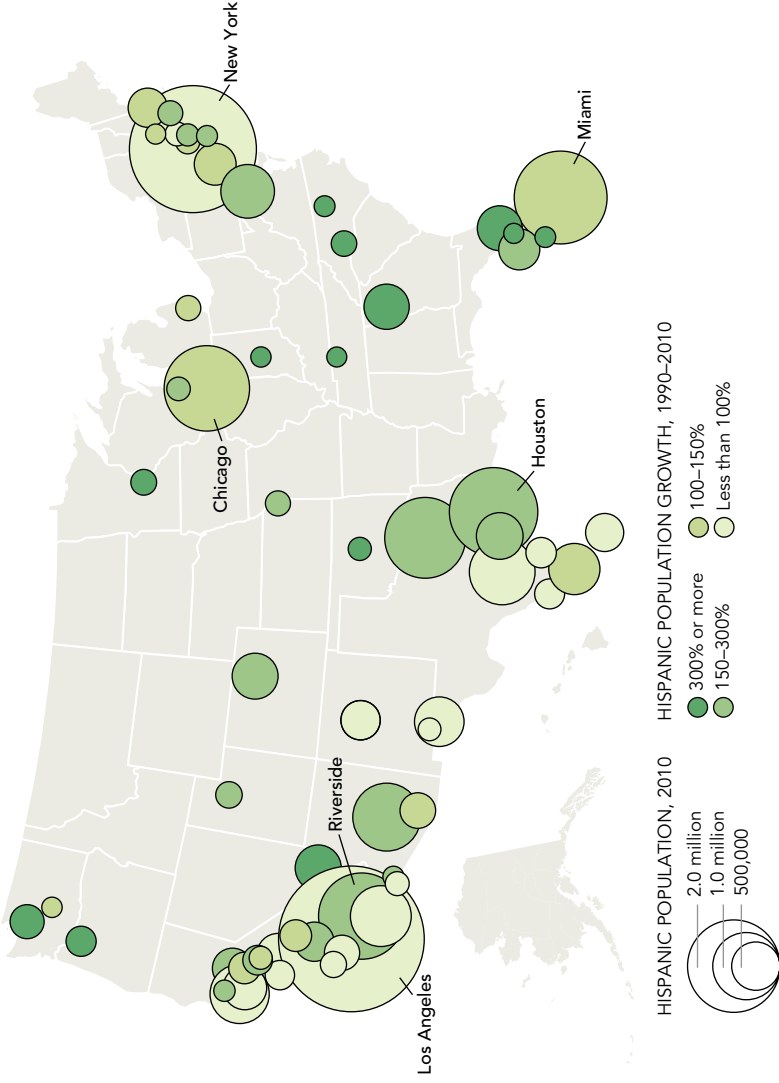 New York
Miami
Chicago
Houston
Riverside
Los Angeles
HISPANIC POPULATION, 2010
2.0 million
1.0 million
500,000
HISPANIC POPULATION GROWTH, 1990–2010
300% or more
150–300%
100–150%
Less than 100%